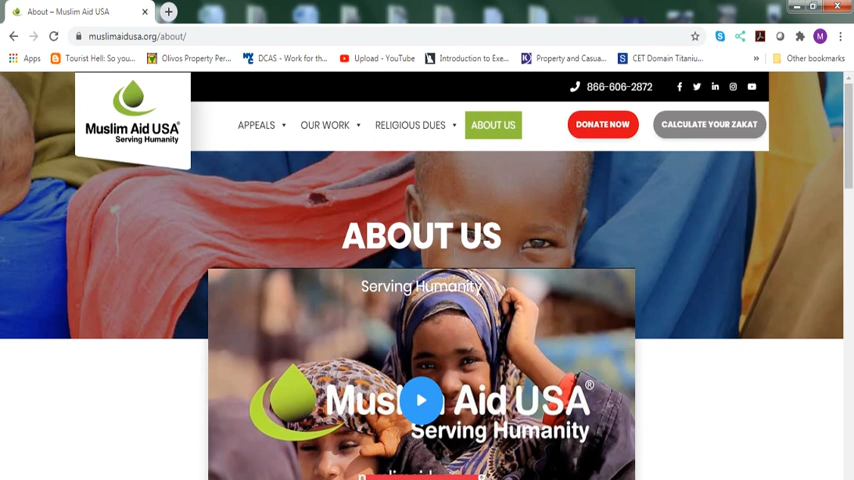 About – Muslim Aid USA
muslimaidusa.org/about/
M
Apps
Tourist Hell: So you...
Olivos Property Per...
DCAS - Work for th...
Upload - YouTube
Introduction to Exe...
Property and Casua...
CET Domain Titaniu...
»
Other bookmarks
866-606-2872
Muslim Aid USA
Serving Humanity
APPEALS
OUR WORK
RELIGIOUS DUES
ABOUT US
DONATE NOW
CALCULATE YOUR ZAKAT
ABOUT US
Serving Humanity
Muslim Aid USA®
Serving Humanity